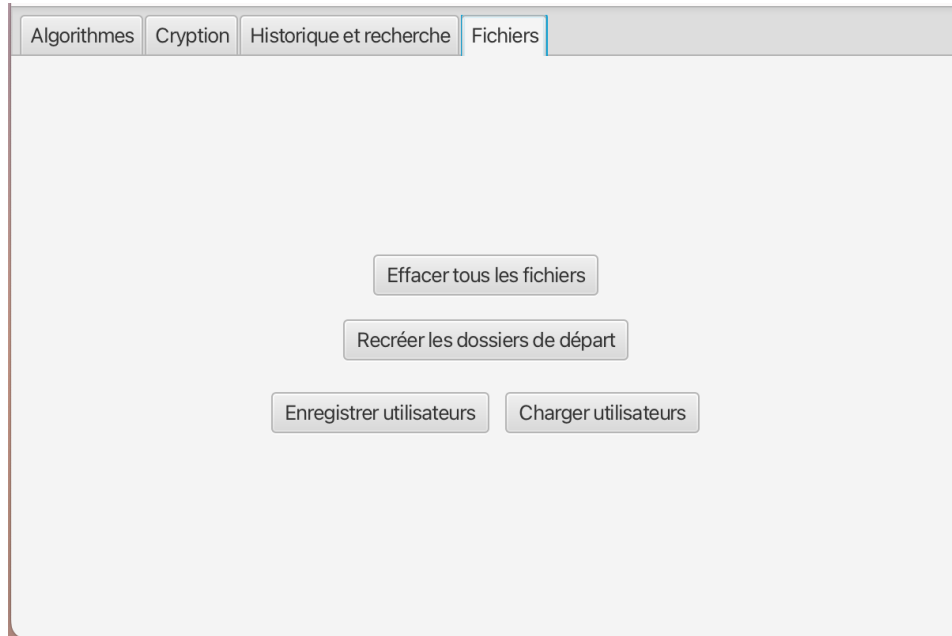 Algorithmes Cryption Historique et recherche Fichiers
Effacer tous les fichiers
Recréer les dossiers de départ
Enregistrer utilisateurs Charger utilisateurs